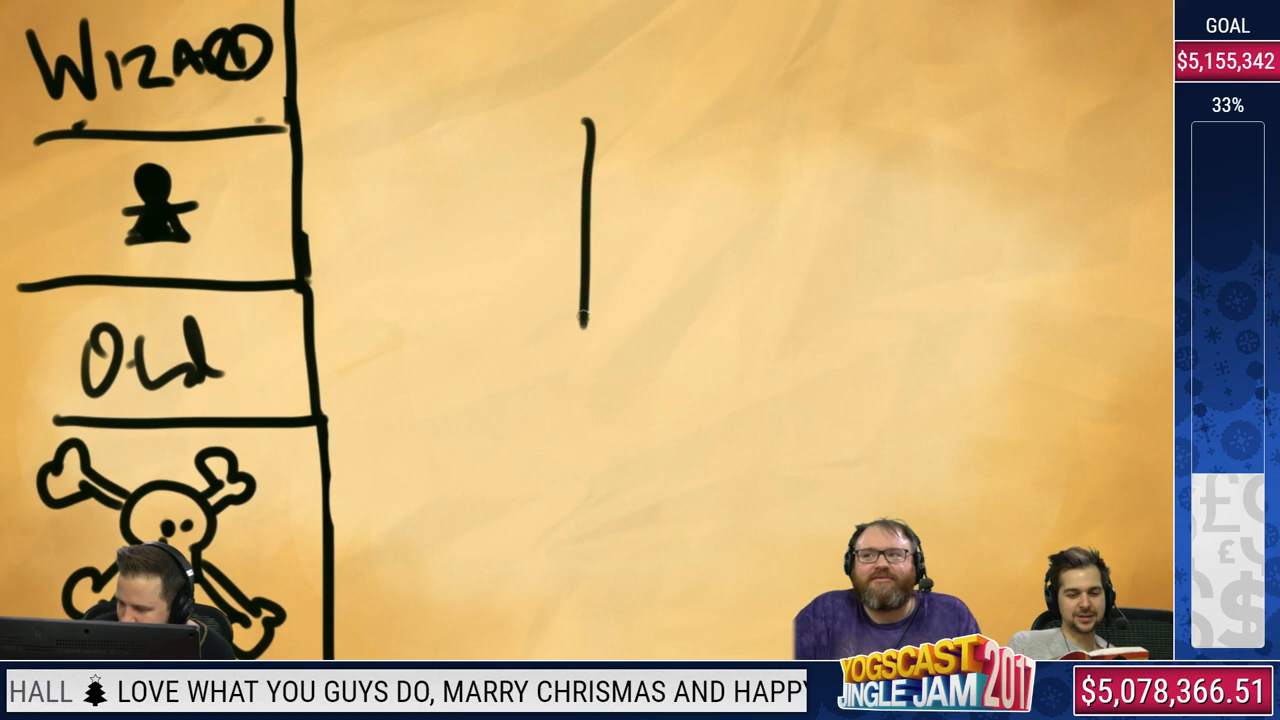 WIZARD
OLd
GOAL
$5,155,342
33%
HALL 🎄 LOVE WHAT YOU GUYS DO, MARRY CHRISMAS AND HAPPY
YOGSCAST
JINGLE JAM 2017
$5,078,366.51